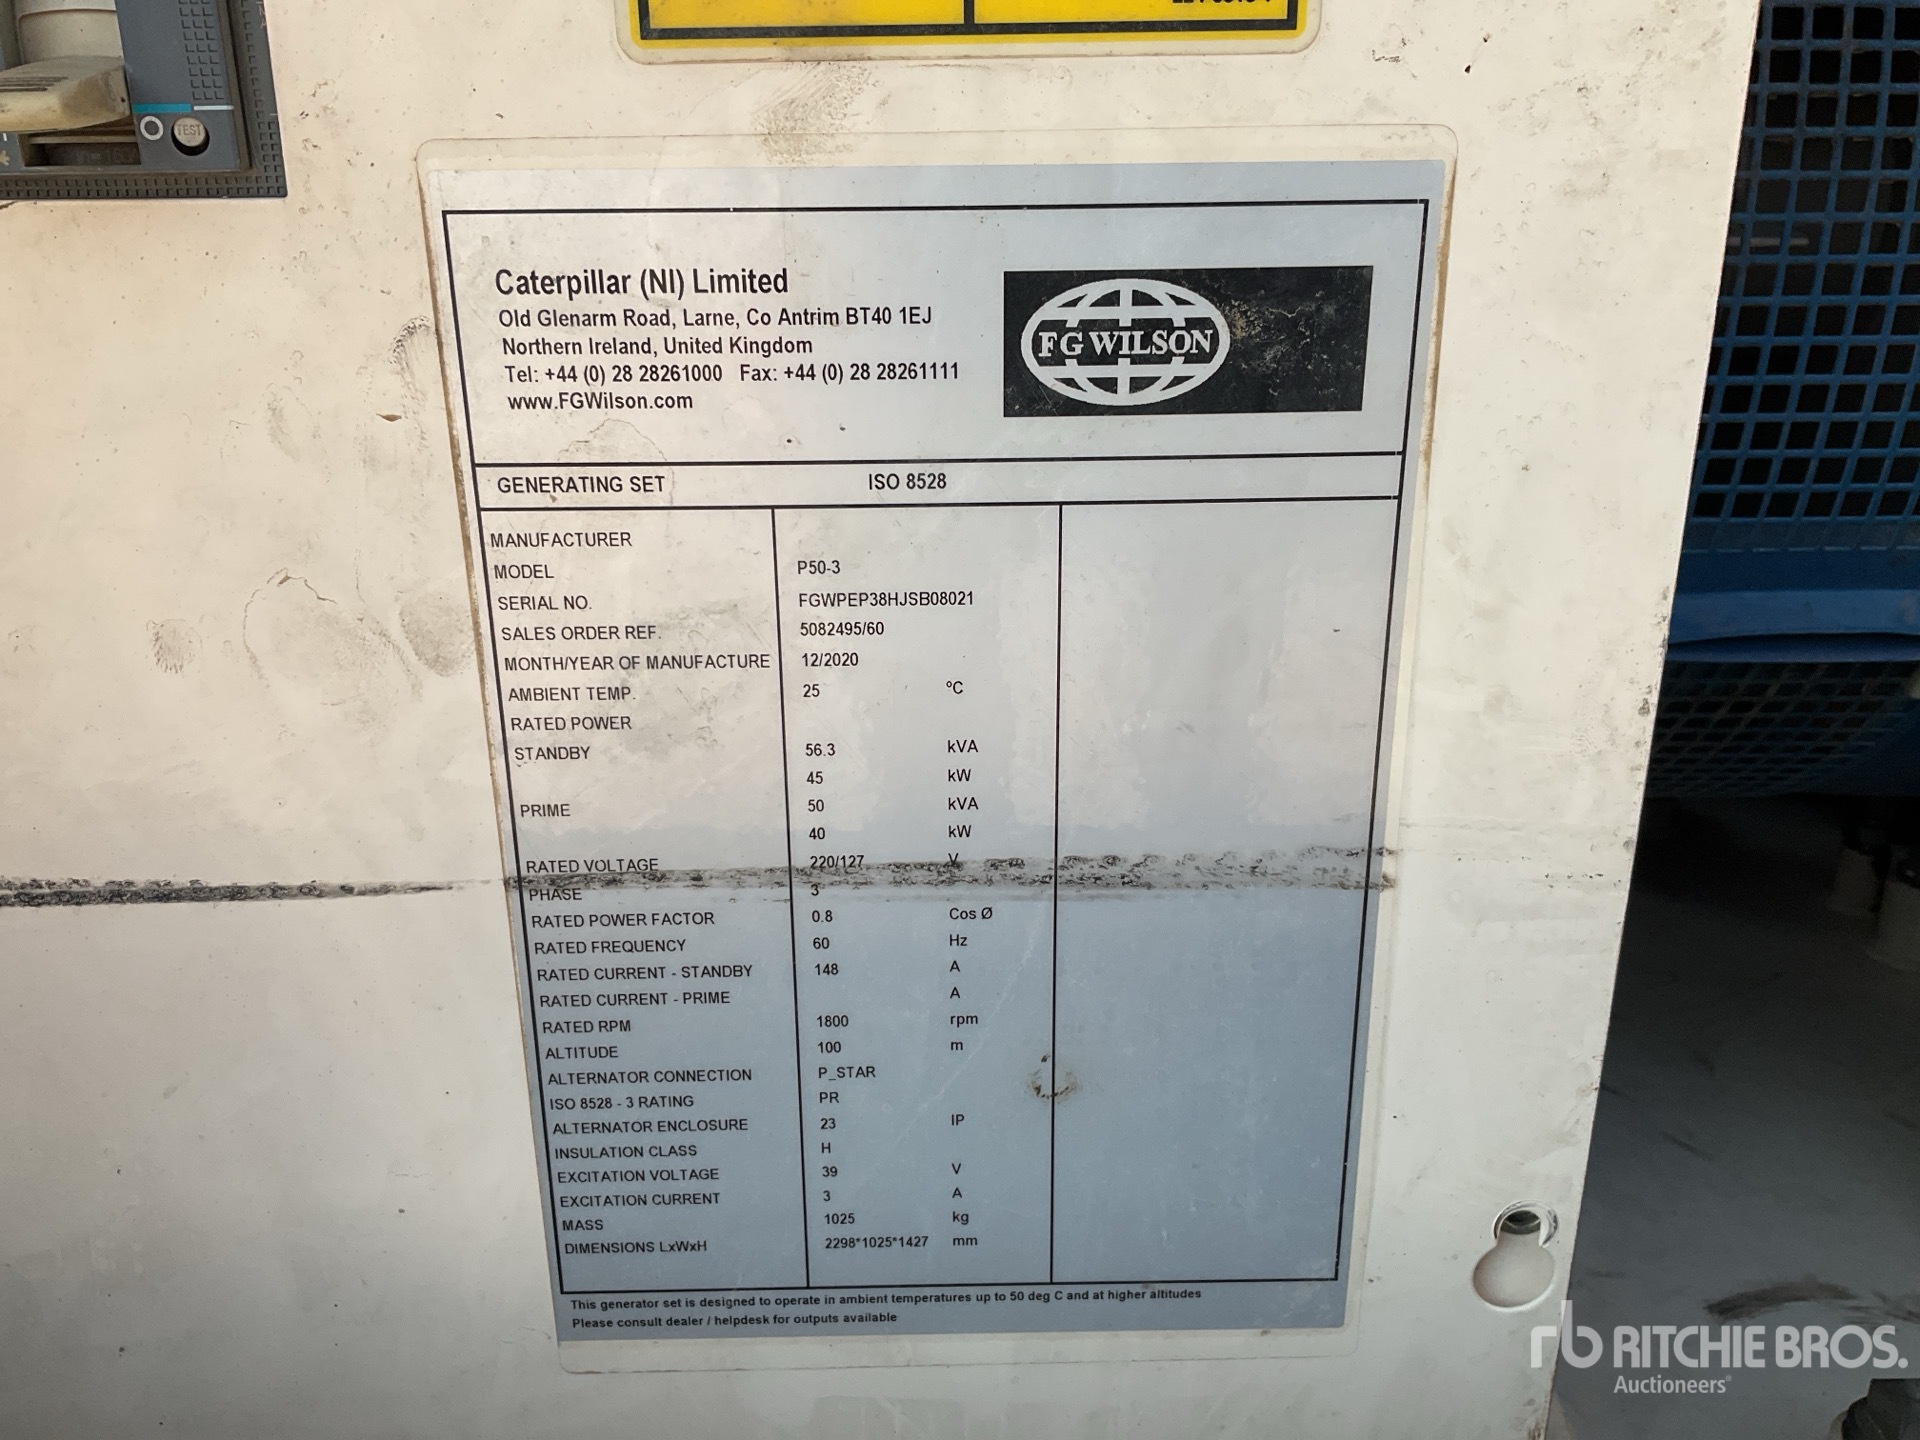 TEST
Caterpillar (NI) Limited
Old Glenarm Road, Larne, Co Antrim BT40 1EJ
Northern Ireland, United Kingdom
Tel: +44 (0) 28 28261000 Fax: +44 (0) 28 28261111
www.FGWilson.com
FG WILSON
GENERATING SET ISO 8528
MANUFACTURER
MODEL P50-3
SERIAL NO. FGWPEP38HJSB08021
SALES ORDER REF. 5082495/60
MONTH/YEAR OF MANUFACTURE 12/2020
AMBIENT TEMP. 25 °C
RATED POWER
STANDBY 56.3 kVA
45 kW
PRIME 50 kVA
40 kW
RATED VOLTAGE 220/127 V
PHASE 3
RATED POWER FACTOR 0.8 Cos Ø
RATED FREQUENCY 60 Hz
RATED CURRENT - STANDBY 148 A
RATED CURRENT - PRIME A
RATED RPM 1800 rpm
ALTITUDE 100 m
ALTERNATOR CONNECTION P_STAR
ISO 8528 - 3 RATING PR
ALTERNATOR ENCLOSURE 23 IP
INSULATION CLASS H
EXCITATION VOLTAGE 39 V
EXCITATION CURRENT 3 A
MASS 1025 kg
DIMENSIONS LxWxH 2298*1025*1427 mm
This generator set is designed to operate in ambient temperatures up to 50 deg C and at higher altitudes
Please consult dealer / helpdesk for outputs available
rb RITCHIE BROS.
Auctioneers